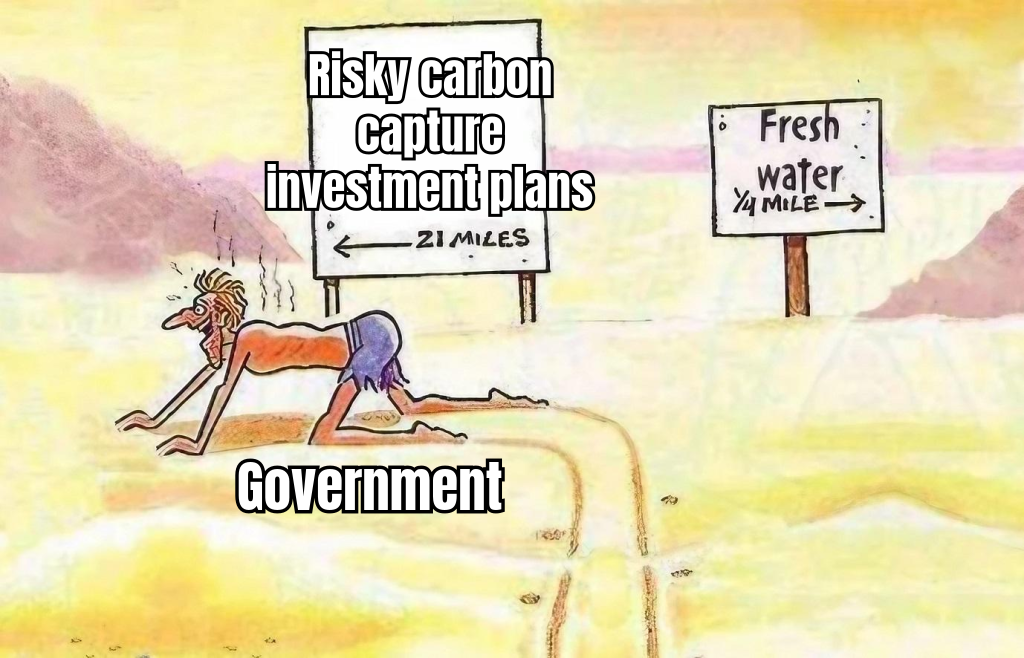 Risky carbon
capture
investment plans
← 21 MILES
Fresh
water
1/4 MILE →
Government